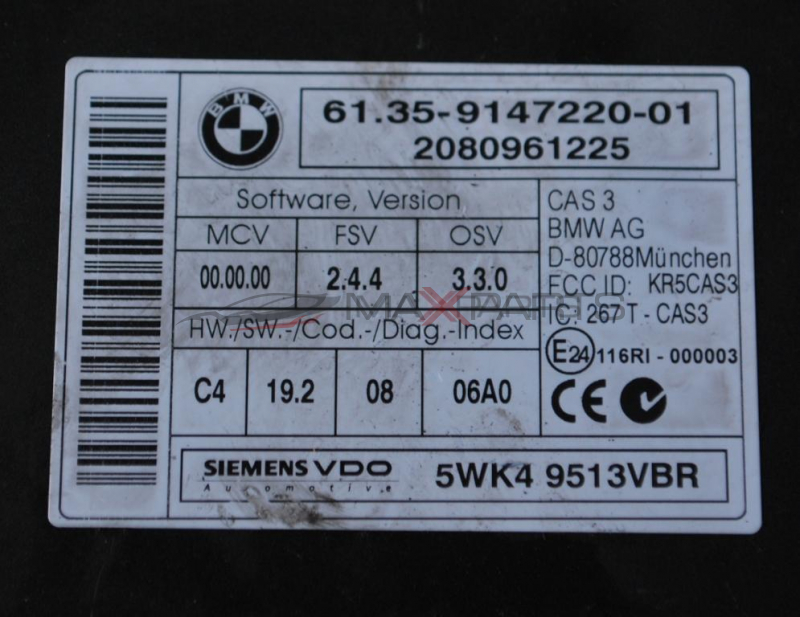 BMW
61.35-9147220-01
2080961225
Software, Version
MCV FSV OSV
00.00.00 2.4.4 3.3.0
HW./SW.-/Cod.-/Diag.-Index
C4 19.2 08 06A0
CAS 3
BMW AG
D-80788München
FCC ID: KR5CAS3
IC: 267 T - CAS3
E24 116RI - 000003
CE
SIEMENS VDO
Automotive
5WK4 9513VBR
MAXPARTS